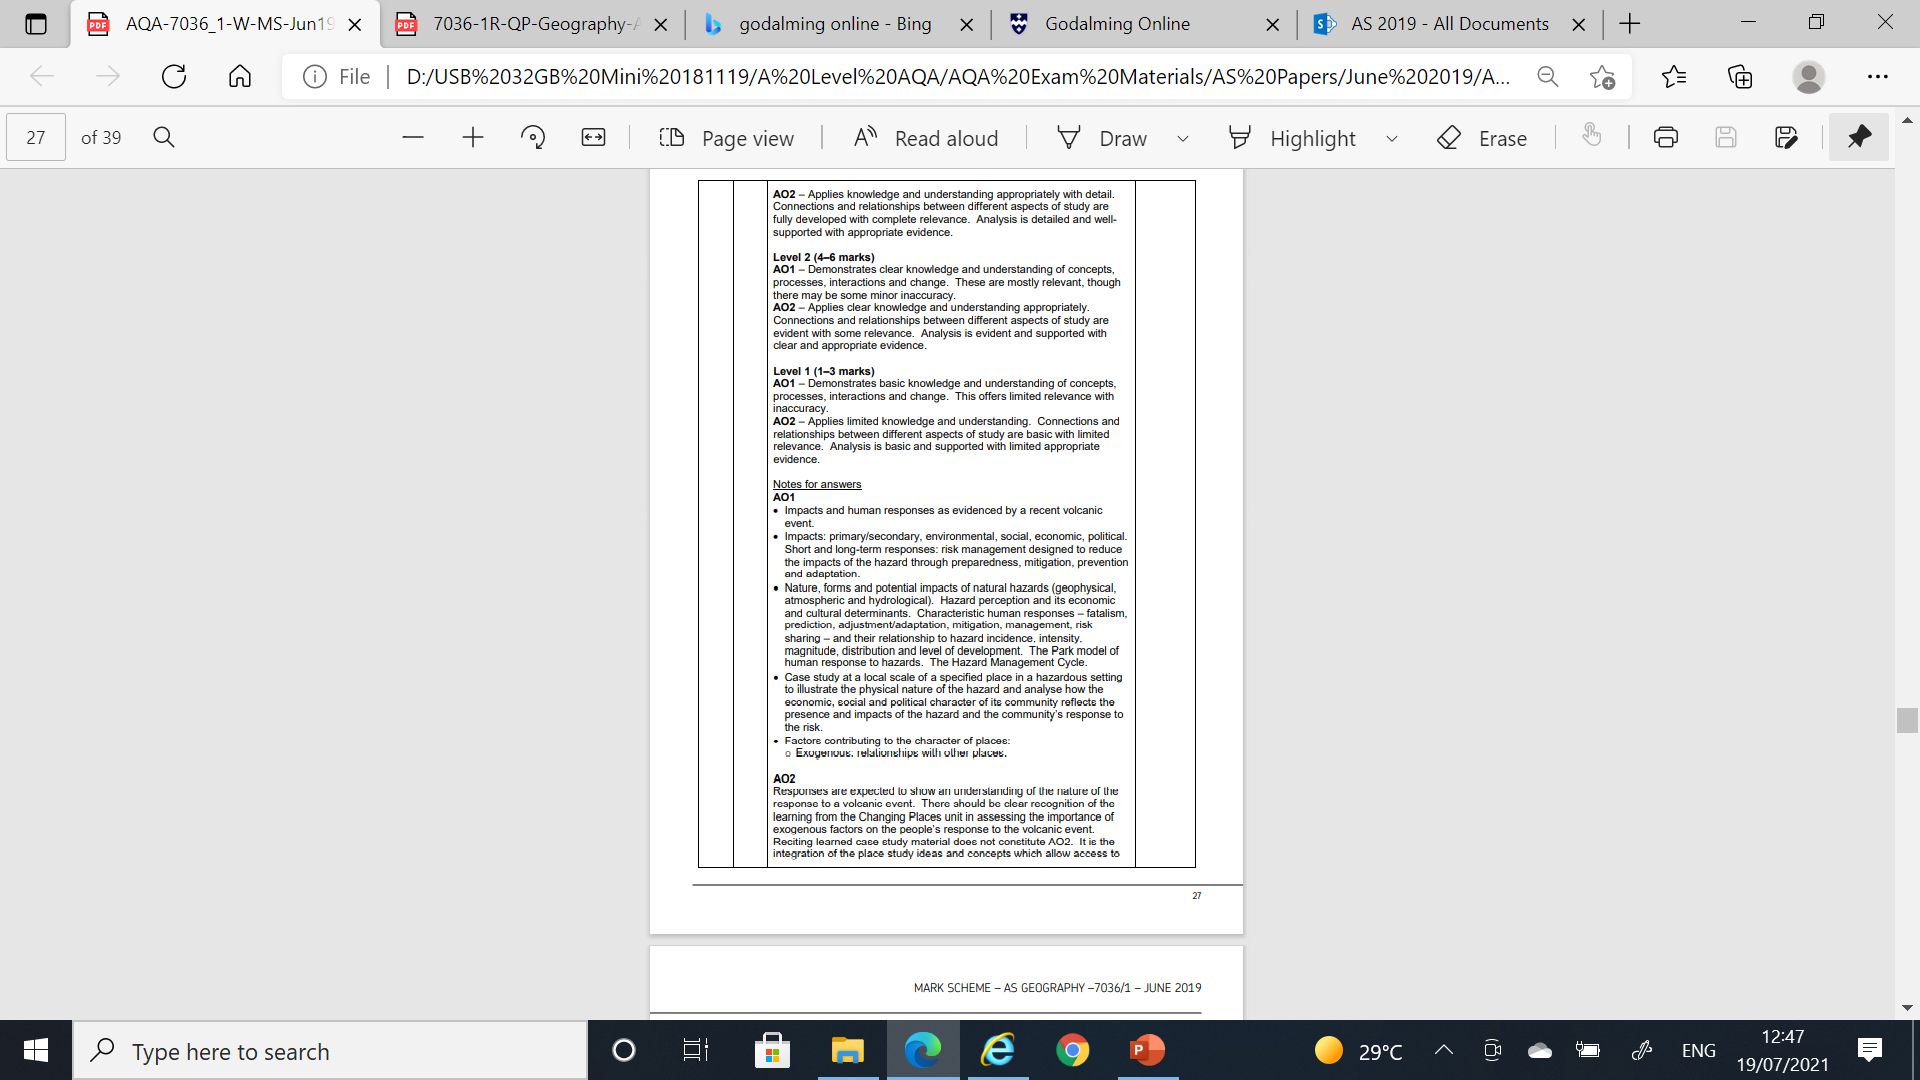 AQA-7036_1-W-MS-Jun19
7036-1R-QP-Geography-A
godalming online - Bing
Godalming Online
AS 2019 - All Documents
File
D:/USB%2032GB%20Mini%20181119/A%20Level%20AQA/AQA%20Exam%20Materials/AS%20Papers/June%202019/A...
27 of 39
Page view
Read aloud
Draw
Highlight
Erase
AO2 – Applies knowledge and understanding appropriately with detail.
Connections and relationships between different aspects of study are
fully developed with complete relevance. Analysis is detailed and well-
supported with appropriate evidence.
Level 2 (4–6 marks)
AO1 – Demonstrates clear knowledge and understanding of concepts,
processes, interactions and change. These are mostly relevant, though
there may be some minor inaccuracy.
AO2 – Applies clear knowledge and understanding appropriately.
Connections and relationships between different aspects of study are
evident with some relevance. Analysis is evident and supported with
clear and appropriate evidence.
Level 1 (1–3 marks)
AO1 – Demonstrates basic knowledge and understanding of concepts,
processes, interactions and change. This offers limited relevance with
inaccuracy.
AO2 – Applies limited knowledge and understanding. Connections and
relationships between different aspects of study are basic with limited
relevance. Analysis is basic and supported with limited appropriate
evidence.
Notes for answers
AO1
• Impacts and human responses as evidenced by a recent volcanic
event.
• Impacts: primary/secondary, environmental, social, economic, political.
Short and long-term responses: risk management designed to reduce
the impacts of the hazard through preparedness, mitigation, prevention
and adaptation.
• Nature, forms and potential impacts of natural hazards (geophysical,
atmospheric and hydrological). Hazard perception and its economic
and cultural determinants. Characteristic human responses – fatalism,
prediction, adjustment/adaptation, mitigation, management, risk
sharing – and their relationship to hazard incidence, intensity,
magnitude, distribution and level of development. The Park model of
human response to hazards. The Hazard Management Cycle.
• Case study at a local scale of a specified place in a hazardous setting
to illustrate the physical nature of the hazard and analyse how the
economic, social and political character of its community reflects the
presence and impacts of the hazard and the community's response to
the risk.
• Factors contributing to the character of places:
o Exogenous: relationships with other places.
AO2
Responses are expected to show an understanding of the nature of the
response to a volcanic event. There should be clear recognition of the
learning from the Changing Places unit in assessing the importance of
exogenous factors on the people's response to the volcanic event.
Reciting learned case study material does not constitute AO2. It is the
integration of the place study ideas and concepts which allow access to
27
MARK SCHEME – AS GEOGRAPHY –7036/1 – JUNE 2019
Type here to search
29°C
ENG
12:47
19/07/2021